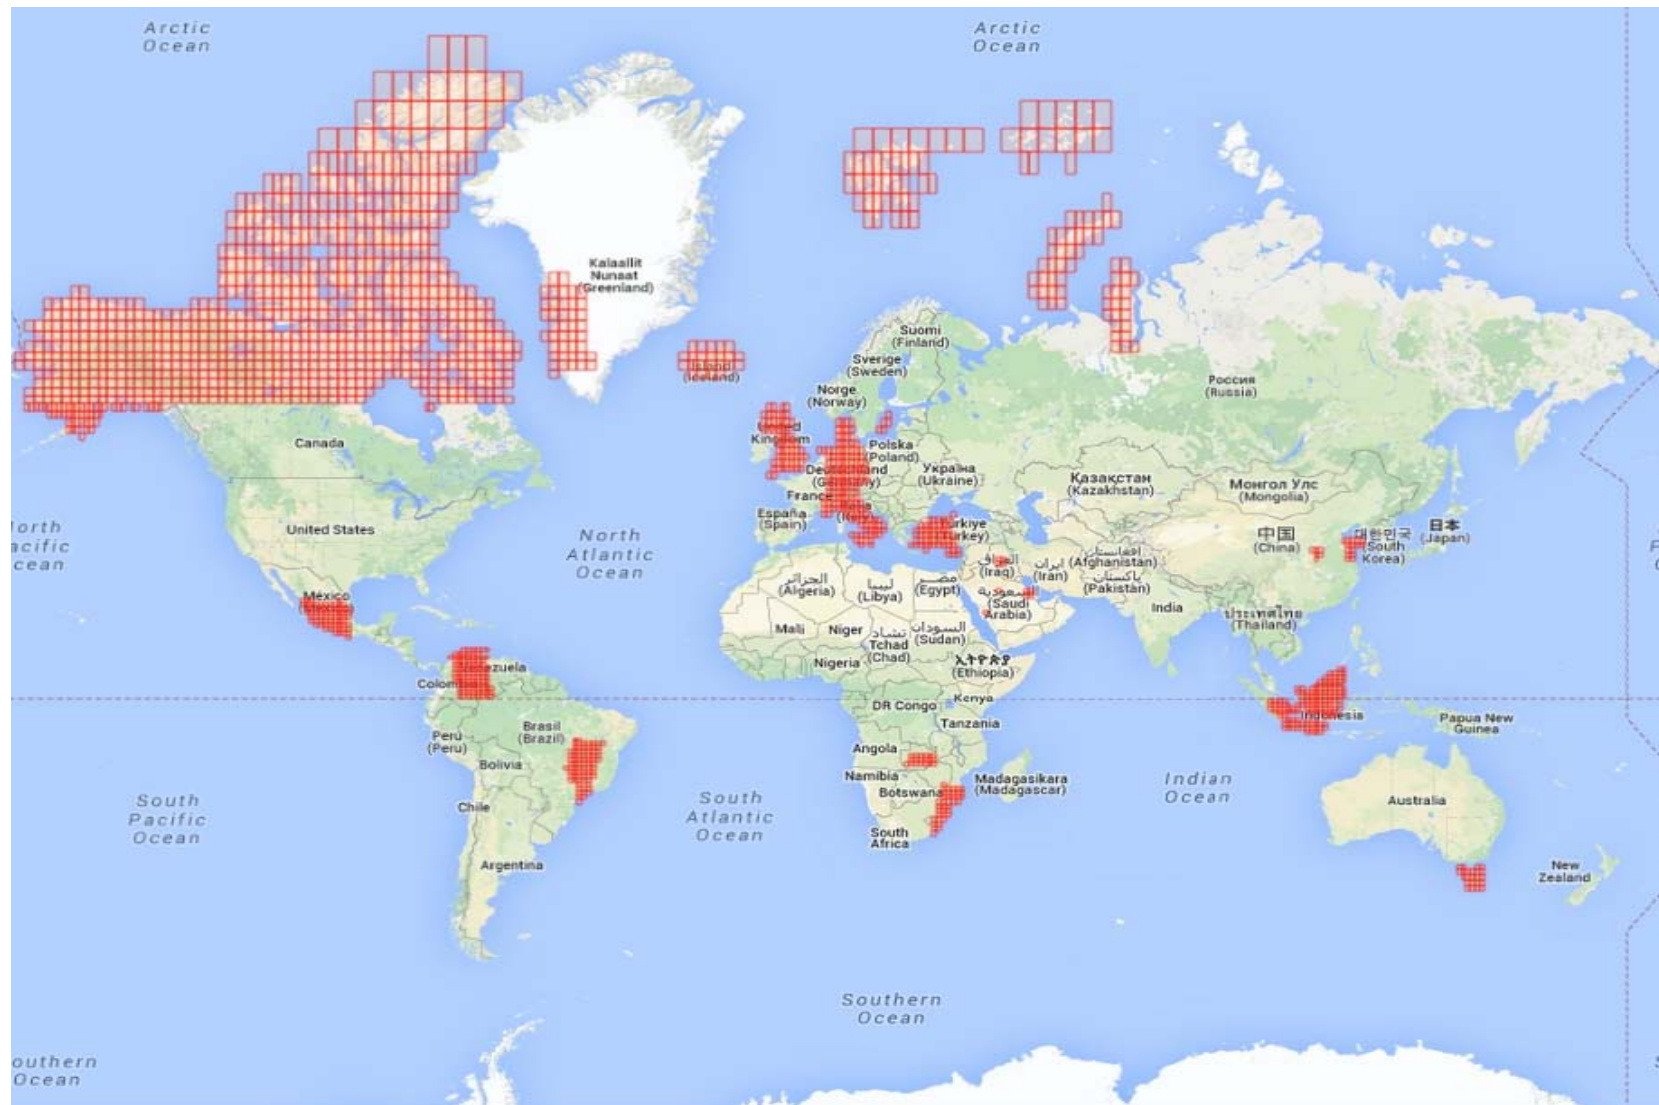 Arctic
Ocean
Arctic
Ocean
Kalaallit
Nunaat
(Greenland)
Suomi
(Finland)
Sverige
(Sweden)
Norge
(Norway)
Россия
(Russia)
Canada
Kingdom
Polska
(Poland)
Україна
(Ukraine)
Қазақстан
(Kazakhstan)
Монгол Улс
(Mongolia)
France
España
(Spain)
United States
North
Atlantic
Ocean
中国
(China)
대한민국
(South
Korea)
日本
(Japan)
العراق
(Iraq)
ایران
(Iran)
افغانستان
(Afghanistan)
پاکستان
(Pakistan)
الجزائر
(Algeria)
ليبيا
(Libya)
مصر
(Egypt)
(Saudi
Arabia)
India
México
ประเทศไทย
(Thailand)
Mali
Niger
تشاد
Tchad
(Chad)
السودان
(Sudan)
Nigeria
ኢትዮጵያ
(Ethiopia)
Kenya
DR Congo
Tanzania
Papua New
Guinea
Brasil
(Brazil)
Perú
(Peru)
Bolivia
Angola
Namibia
Botswana
Madagasikara
(Madagascar)
Indian
Ocean
Australia
South
Pacific
Ocean
Chile
South
Atlantic
Ocean
South
Africa
Argentina
New
Zealand
Southern
Ocean
Ocean